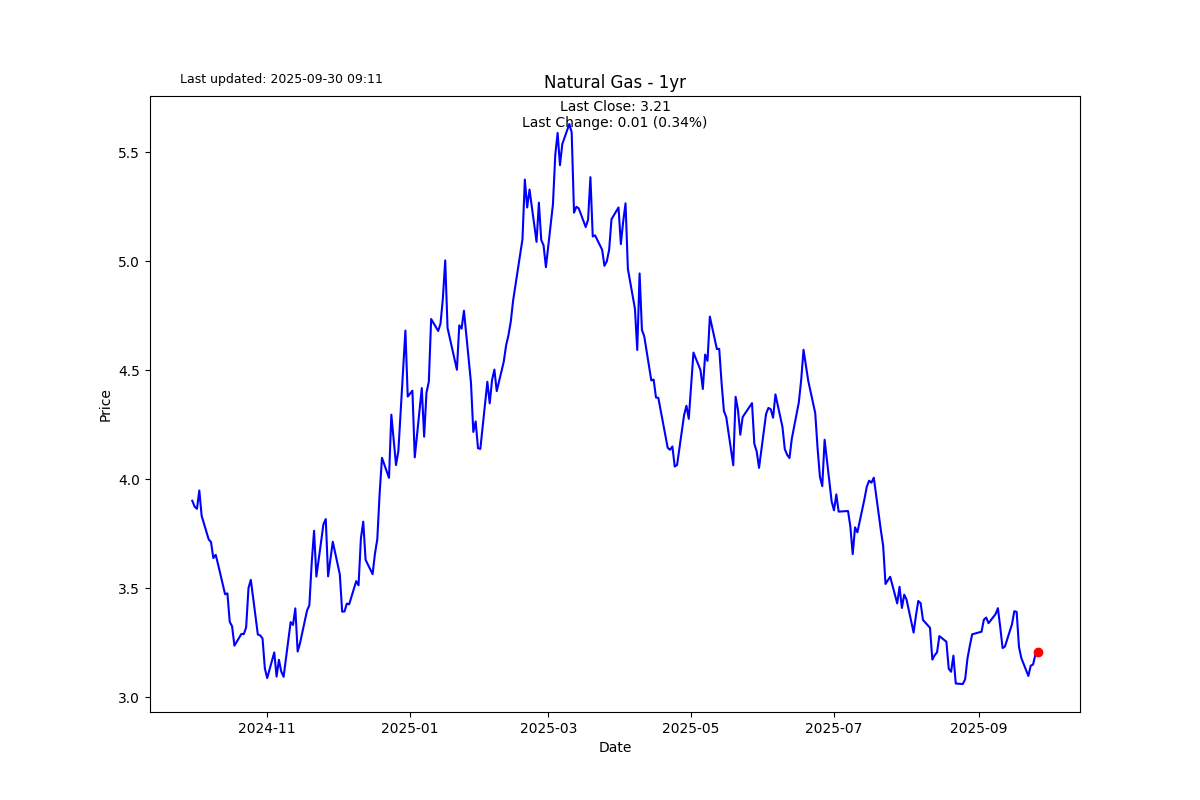 Last updated: 2025-09-30 09:11
Natural Gas - 1yr
Last Close: 3.21
Last Change: 0.01 (0.34%)
5.5
5.0
4.5
4.0
3.5
3.0
Price
2024-11
2025-01
2025-03
2025-05
2025-07
2025-09
Date